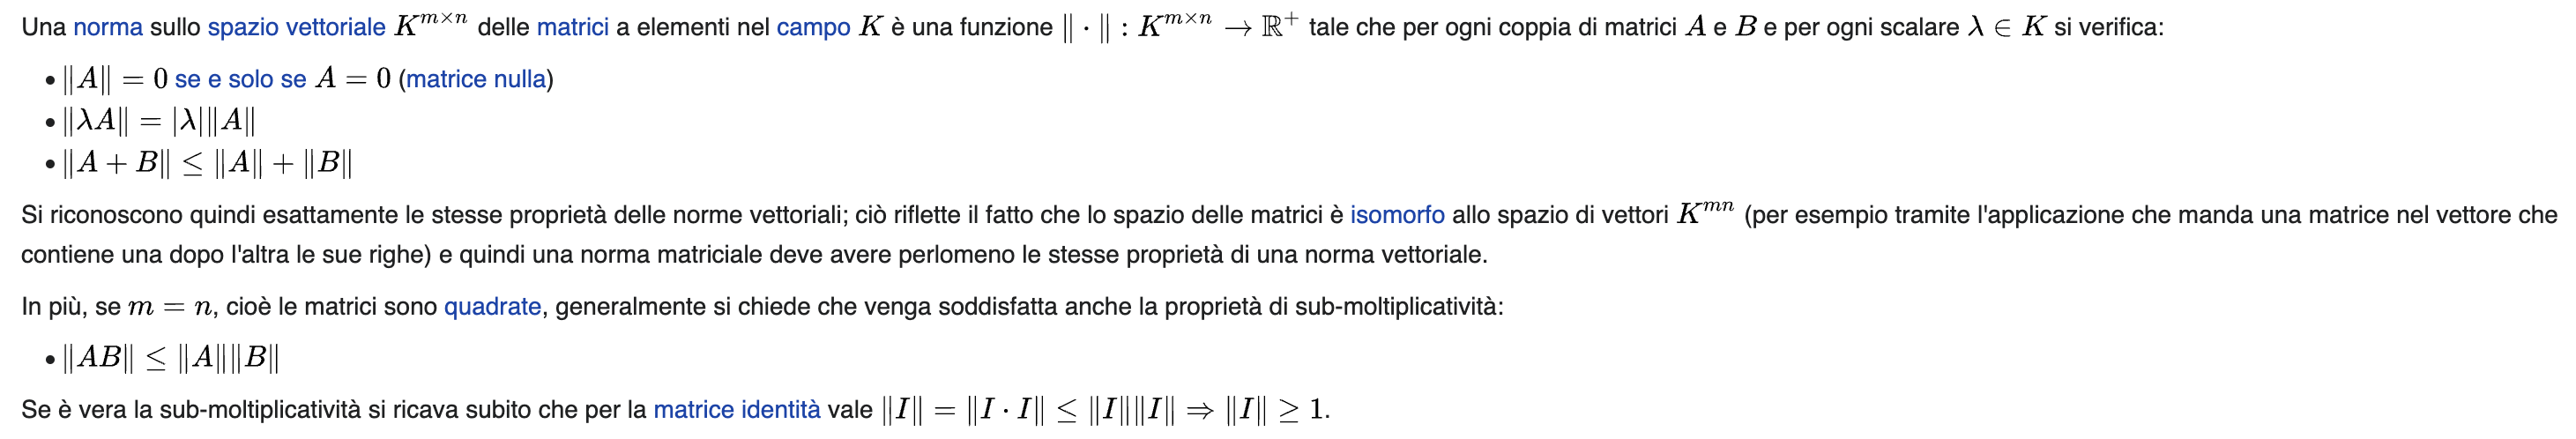 Una norma sullo spazio vettoriale $K^{m \times n}$ delle matrici a elementi nel campo $K$ è una funzione $\| \cdot \| : K^{m \times n} \to \mathbb{R}^+$ tale che per ogni coppia di matrici $A$ e $B$ e per ogni scalare $\lambda \in K$ si verifica:
• $\|A\| = 0$ se e solo se $A = 0$ (matrice nulla)
• $\|\lambda A\| = |\lambda| \|A\|$
• $\|A + B\| \leq \|A\| + \|B\|$
Si riconoscono quindi esattamente le stesse proprietà delle norme vettoriali; ciò riflette il fatto che lo spazio delle matrici è isomorfo allo spazio di vettori $K^{mn}$ (per esempio tramite l'applicazione che manda una matrice nel vettore che
contiene una dopo l'altra le sue righe) e quindi una norma matriciale deve avere perlomeno le stesse proprietà di una norma vettoriale.
In più, se $m = n$, cioè le matrici sono quadrate, generalmente si chiede che venga soddisfatta anche la proprietà di sub-moltiplicatività:
• $\|AB\| \leq \|A\| \|B\|$
Se è vera la sub-moltiplicatività si ricava subito che per la matrice identità vale $\|I\| = \|I \cdot I\| \leq \|I\| \|I\| \Rightarrow \|I\| \geq 1$.